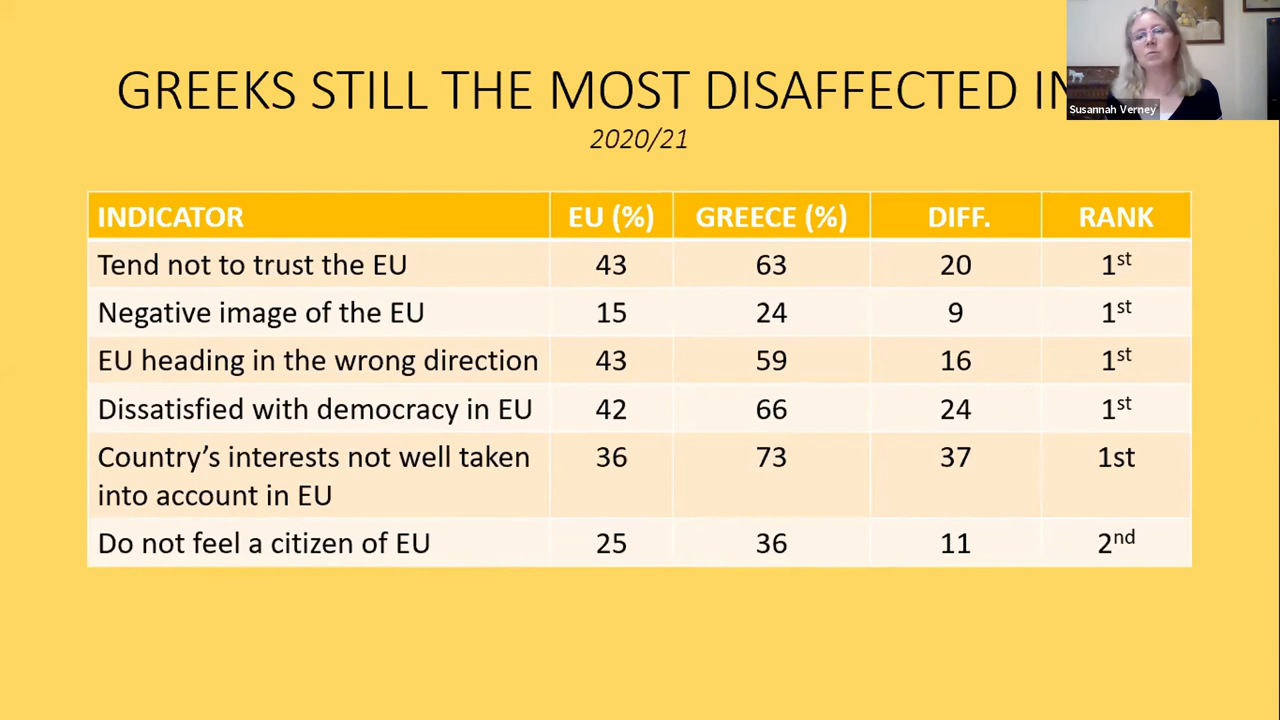 GREEKS STILL THE MOST DISAFFECTED IN
2020/21
Susannah Verney
INDICATOR EU (%) GREECE (%) DIFF. RANK
Tend not to trust the EU 43 63 20 1st
Negative image of the EU 15 24 9 1st
EU heading in the wrong direction 43 59 16 1st
Dissatisfied with democracy in EU 42 66 24 1st
Country’s interests not well taken 36 73 37 1st
into account in EU
Do not feel a citizen of EU 25 36 11 2nd